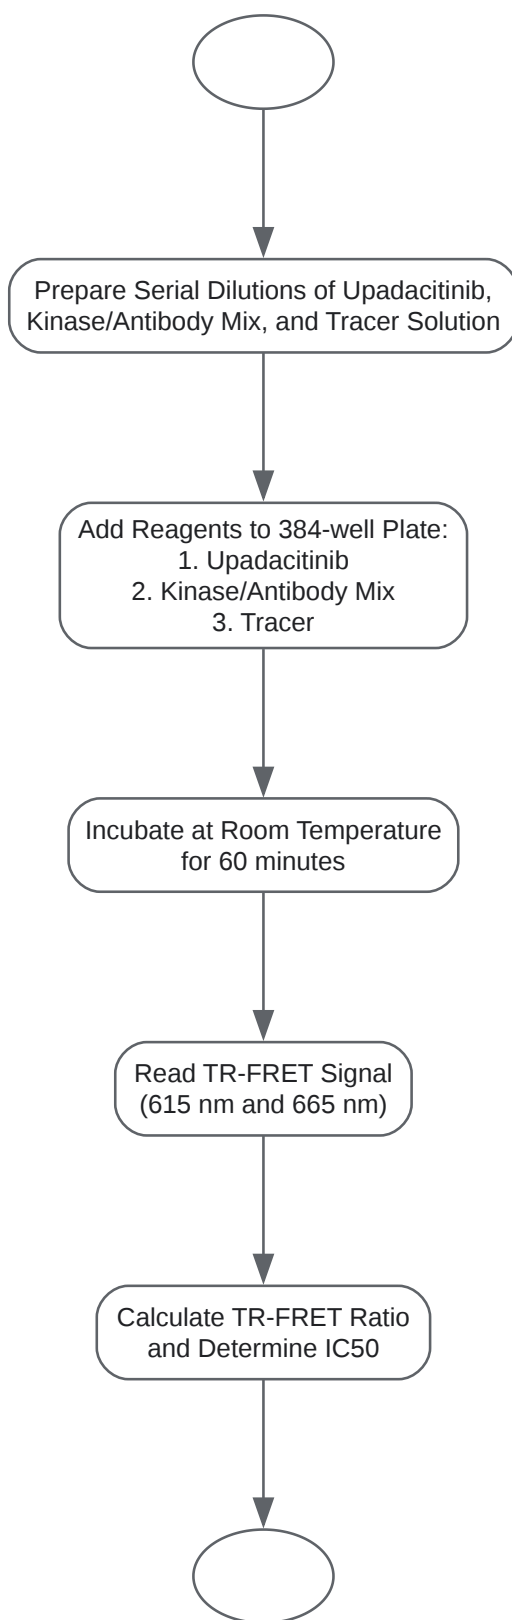 Prepare Serial Dilutions of Upadacitinib,
Kinase/Antibody Mix, and Tracer Solution
Add Reagents to 384-well Plate:
1. Upadacitinib
2. Kinase/Antibody Mix
3. Tracer
Incubate at Room Temperature
for 60 minutes
Read TR-FRET Signal
(615 nm and 665 nm)
Calculate TR-FRET Ratio
and Determine IC50